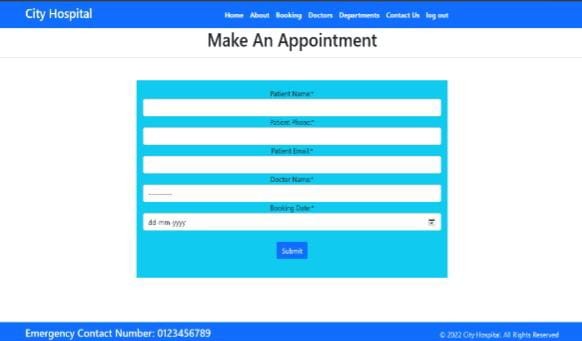 City Hospital
Home About Booking Doctors Departments Contact Us log out
Make An Appointment
Patient Name:*
Patient Phone:*
Patient Email:*
Doctor Name:*
---------
Booking Date:*
dd-mm-yyyy
Submit
Emergency Contact Number: 0123456789
© 2022 City Hospital. All Rights Reserved